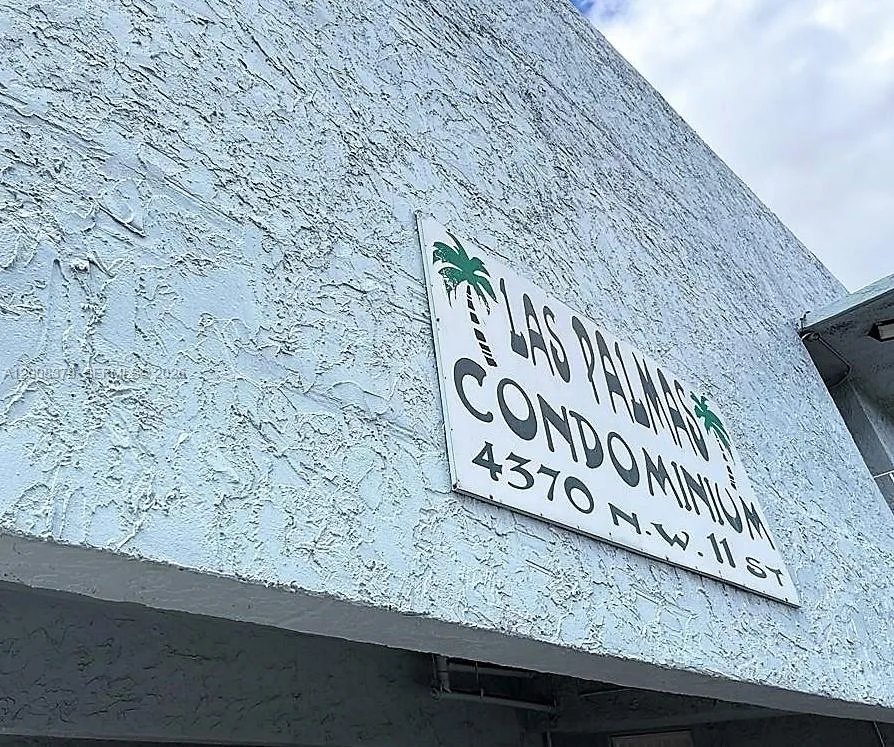 LAS PALMAS
CONDOMINIUM
4370 N.W. 11 ST